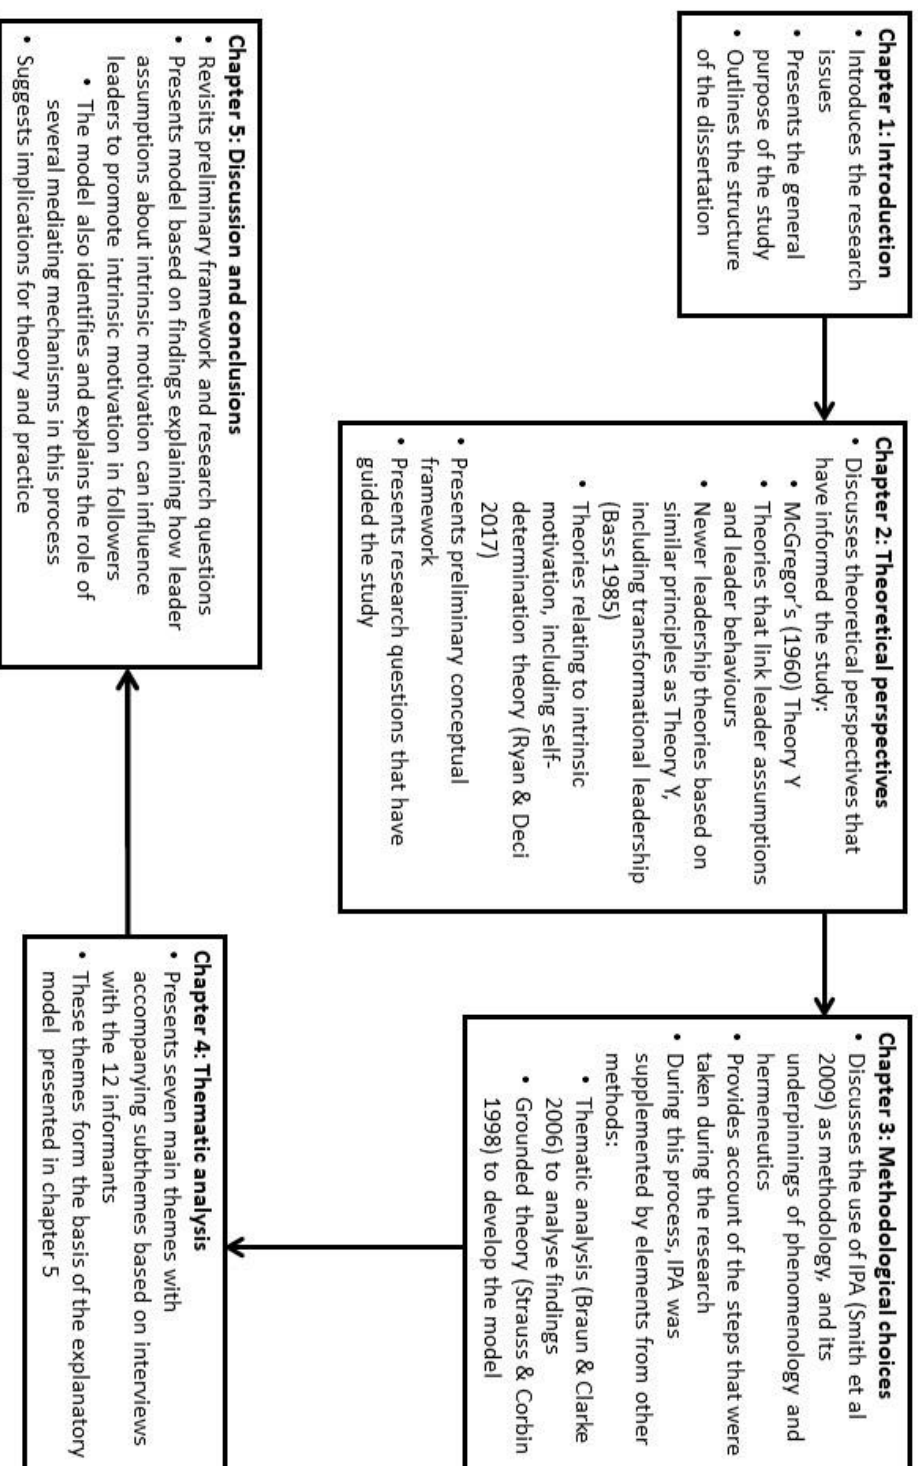 Chapter 1: Introduction
• Introduces the research
issues
• Presents the general
purpose of the study
• Outlines the structure
of the dissertation
Chapter 2: Theoretical perspectives
• Discusses theoretical perspectives that
have informed the study:
• McGregor's (1960) Theory Y
• Theories that link leader assumptions
and leader behaviours
• Newer leadership theories based on
similar principles as Theory Y,
including transformational leadership
(Bass 1985)
• Theories relating to intrinsic
motivation, including self-
determination theory (Ryan & Deci
2017)
• Presents preliminary conceptual
framework
• Presents research questions that have
guided the study
Chapter 3: Methodological choices
• Discusses the use of IPA (Smith et al
2009) as methodology, and its
underpinnings of phenomenology and
hermeneutics
• Provides account of the steps that were
taken during the research
• During this process, IPA was
supplemented by elements from other
methods:
• Thematic analysis (Braun & Clarke
2006) to analyse findings
• Grounded theory (Strauss & Corbin
1998) to develop the model
Chapter 4: Thematic analysis
• Presents seven main themes with
accompanying subthemes based on interviews
with the 12 informants
• These themes form the basis of the explanatory
model presented in chapter 5
Chapter 5: Discussion and conclusions
• Revisits preliminary framework and research questions
• Presents model based on findings explaining how leader
assumptions about intrinsic motivation can influence
leaders to promote intrinsic motivation in followers
• The model also identifies and explains the role of
several mediating mechanisms in this process
• Suggests implications for theory and practice